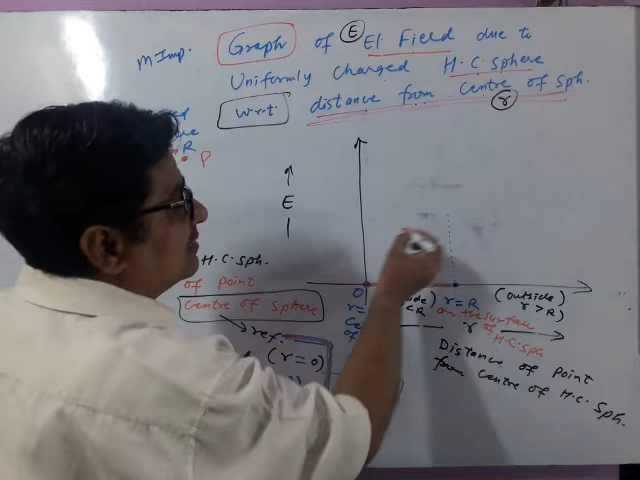 M Imp. Graph of (E) El Field due to
Uniformly Charged H.C. Sphere
w.r.t. distance from Centre of Sph.
(r)
R
P
E
H.C. Sph.
of point
Centre of sphere
ref.
(r=0)
O
r=R
(outside)
r > R)
on the surface
of H.C. Sph
r
Distance of point
from Centre of H.C. Sph.